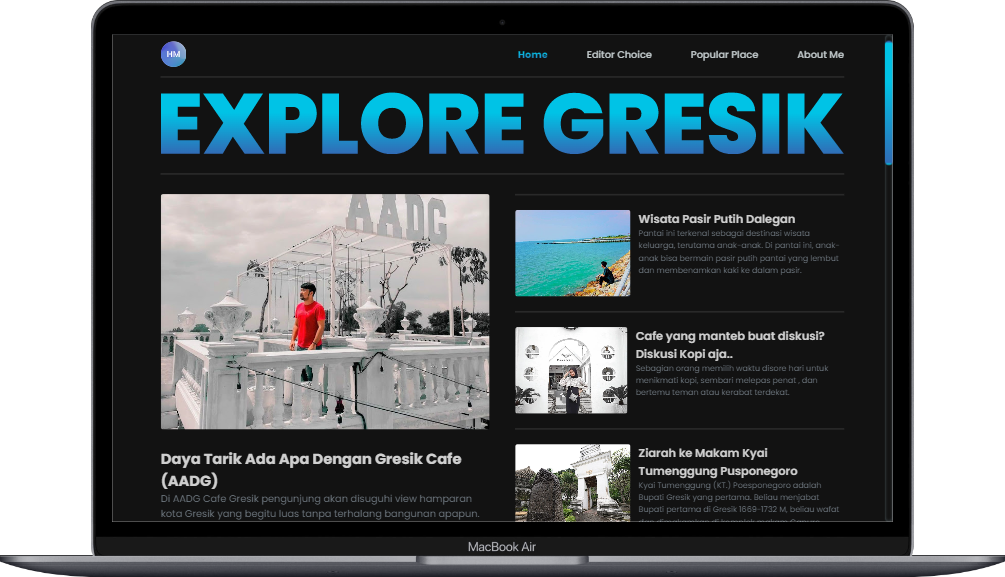 HM
Home
Editor Choice
Popular Place
About Me
EXPLORE GRESIK
AADG
Daya Tarik Ada Apa Dengan Gresik Cafe
(AADG)
Di AADG Cafe Gresik pengunjung akan disuguhi view hamparan
kota Gresik yang begitu luas tanpa terhalang bangunan apapun.
Wisata Pasir Putih Dalegan
Pantai ini terkenal sebagai destinasi wisata
keluarga, terutama anak-anak. Di pantai ini, anak-
anak bisa bermain pasir putih pantai yang lembut
dan membenamkan kaki ke dalam pasir.
Cafe yang manteb buat diskusi?
Diskusi Kopi aja..
Sebagian orang memilih waktu disore hari untuk
menikmati kopi, sembari melepas penat , dan
bertemu teman atau kerabat terdekat.
Ziarah ke Makam Kyai
Tumenggung Pusponegoro
Kyai Tumenggung (KT.) Poesponegoro adalah
Bupati Gresik yang pertama. Beliau menjabat
Bupati pertama di Gresik 1669-1732 M, beliau wafat
MacBook Air